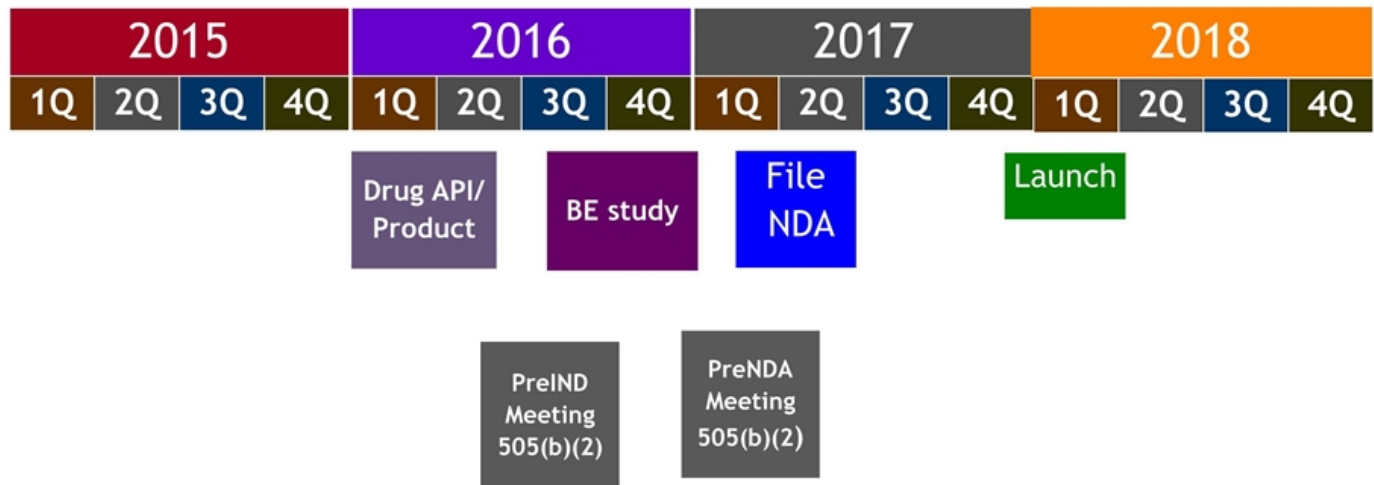 2015 2016 2017 2018
1Q 2Q 3Q 4Q 1Q 2Q 3Q 4Q 1Q 2Q 3Q 4Q 1Q 2Q 3Q 4Q
Drug API/
Product
BE study
File
NDA
Launch
PreIND
Meeting
505(b)(2)
PreNDA
Meeting
505(b)(2)